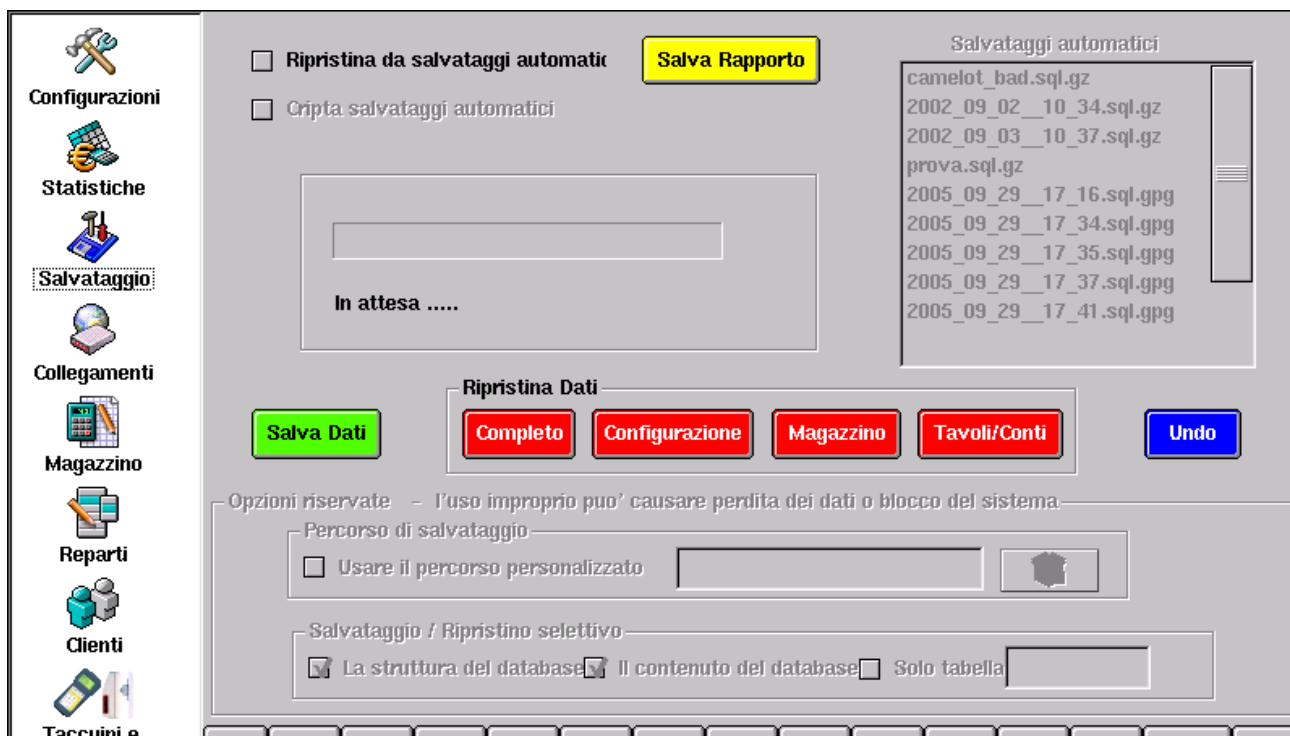 Configurazioni
Statistiche
Salvataggio
Collegamenti
Magazzino
Reparti
Clienti
Taccuini e
Ripristina da salvataggi automatic
Salva Rapporto
Cripta salvataggi automatici
In attesa .....
Salvataggi automatici
camelot_bad.sql.gz
2002_09_02__10_34.sql.gz
2002_09_03__10_37.sql.gz
prova.sql.gz
2005_09_29__17_16.sql.gpg
2005_09_29__17_34.sql.gpg
2005_09_29__17_35.sql.gpg
2005_09_29__17_37.sql.gpg
2005_09_29__17_41.sql.gpg
Salva Dati
Ripristina Dati
Completo
Configurazione
Magazzino
Tavoli/Conti
Undo
Opzioni riservate - l'uso improprio puo' causare perdita dei dati o blocco del sistema
Percorso di salvataggio
Usare il percorso personalizzato
Salvataggio / Ripristino selettivo
La struttura del database
Il contenuto del database
Solo tabella